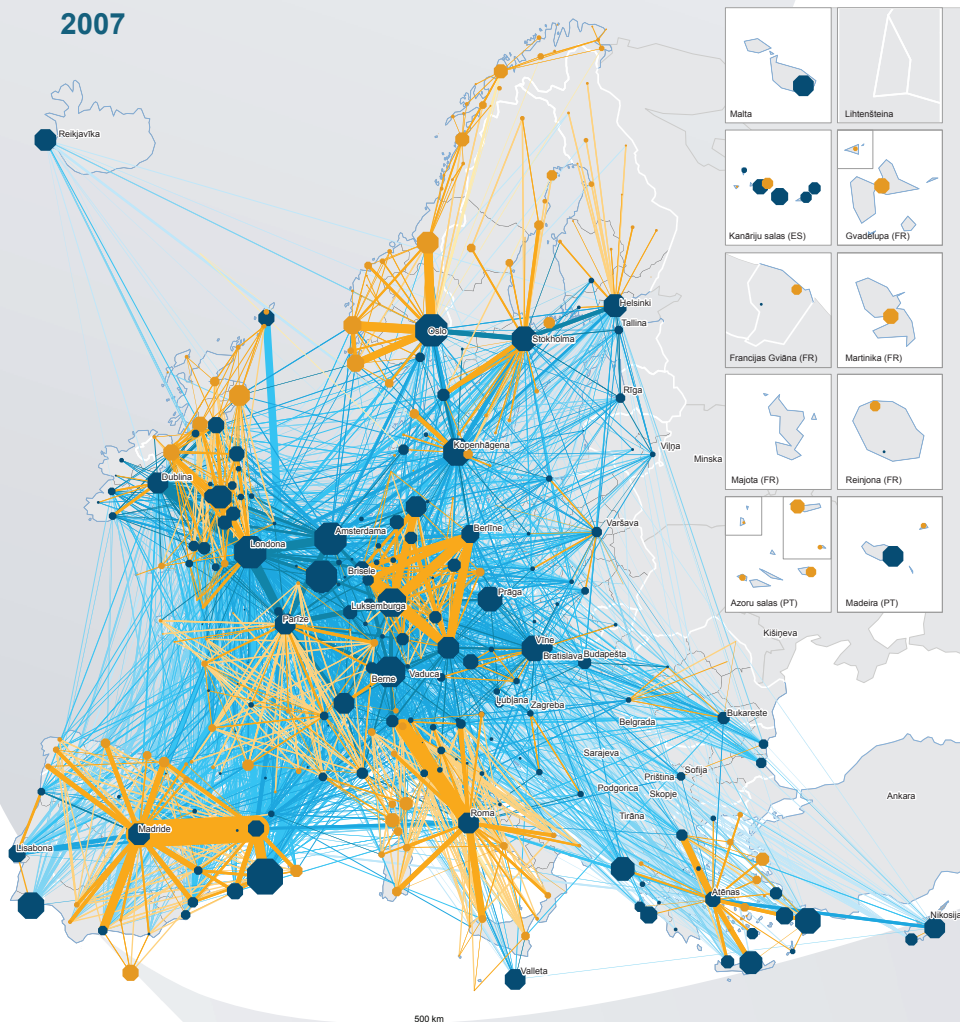 2007
Reikjavīka
Oslo
Stokholma
Helsinki
Tallina
Rīga
Viļņa
Minska
Kopenhāgena
Dublina
Londona
Amsterdama
Berlīne
Varšava
Brisele
Luksemburga
Prāga
Parīze
Vīne
Bratislava
Budapešta
Kišiņeva
Berne
Vaduca
Ļubļana
Zagreba
Belgrada
Bukareste
Sarajeva
Priština
Sofija
Podgorica
Skopje
Tirāna
Ankara
Madride
Lisabona
Roma
Atēnas
Nikosija
Valleta
500 km
Malta
Lihtenšteina
Kanāriju salas (ES)
Gvadelupa (FR)
Francijas Gviāna (FR)
Martinika (FR)
Majota (FR)
Reinjona (FR)
Azoru salas (PT)
Madeira (PT)